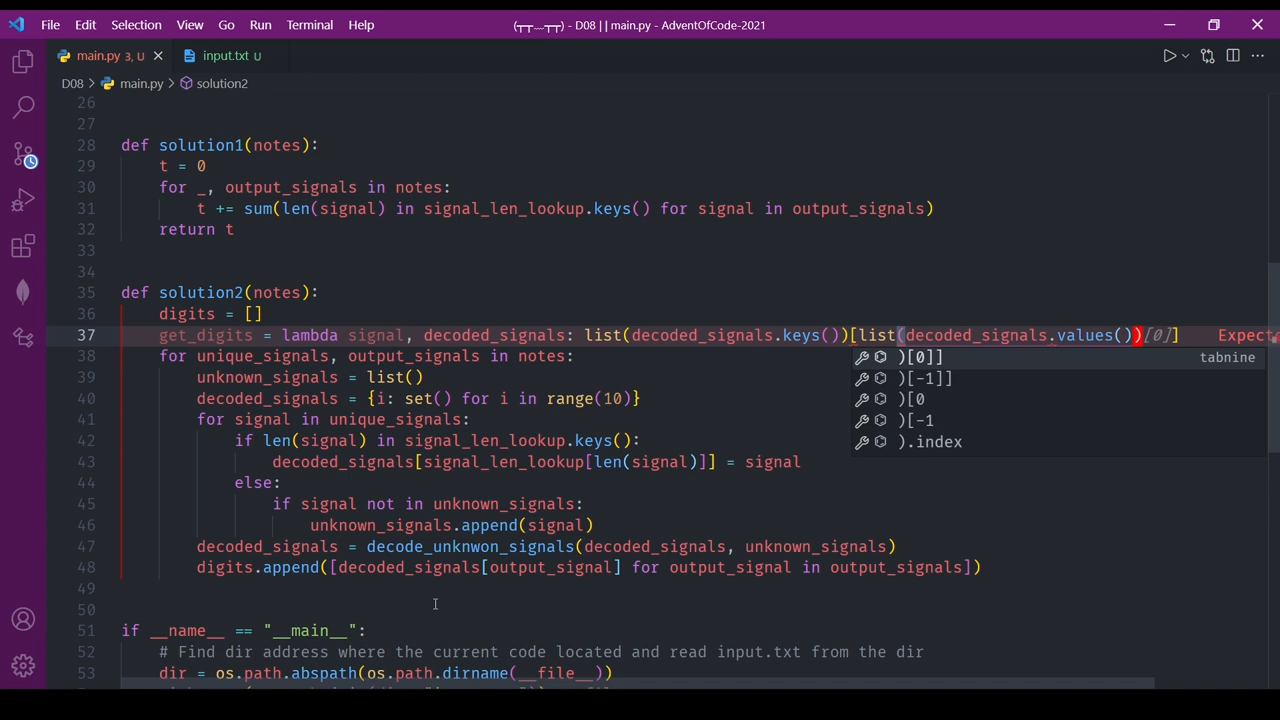 File Edit Selection View Go Run Terminal Help (┬┬﹏┬┬) - D08 | | main.py - AdventOfCode-2021
main.py 3, U input.txt U
D08 > main.py > solution2
26
27
28 def solution1(notes):
29 t = 0
30 for _, output_signals in notes:
31 t += sum(len(signal) in signal_len_lookup.keys() for signal in output_signals)
32 return t
33
34
35 def solution2(notes):
36 digits = []
37 get_digits = lambda signal, decoded_signals: list(decoded_signals.keys())[list(decoded_signals.values())[0]] Expecte
)[0]] tabnine
)[-1]]
)[0
)[-1
).index
38 for unique_signals, output_signals in notes:
39 unknown_signals = list()
40 decoded_signals = {i: set() for i in range(10)}
41 for signal in unique_signals:
42 if len(signal) in signal_len_lookup.keys():
43 decoded_signals[signal_len_lookup[len(signal)]] = signal
44 else:
45 if signal not in unknown_signals:
46 unknown_signals.append(signal)
47 decoded_signals = decode_unknwon_signals(decoded_signals, unknown_signals)
48 digits.append([decoded_signals[output_signal] for output_signal in output_signals])
49
50
51 if __name__ == "__main__":
52 # Find dir address where the current code located and read input.txt from the dir
53 dir = os.path.abspath(os.path.dirname(__file__))